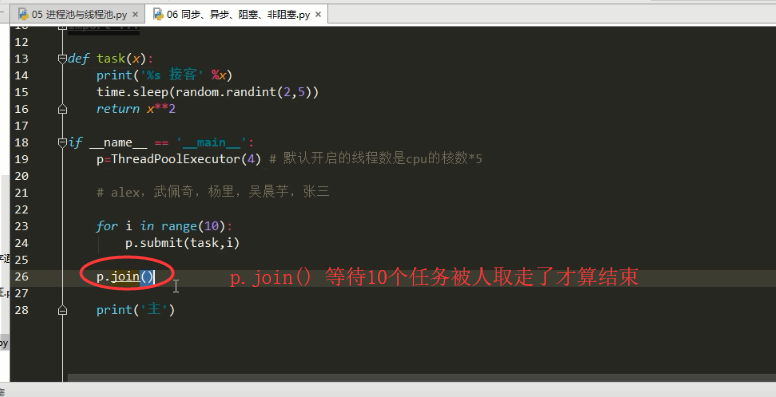 05 进程池与线程池.py × 06 同步、异步、阻塞、非阻塞.py ×
12
13 def task(x):
14 print('%s 接客' %x)
15 time.sleep(random.randint(2,5))
16 return x**2
17
18 if __name__ == '__main__':
19 p=ThreadPoolExecutor(4) # 默认开启的线程数是cpu的核数*5
20
21 # alex，武佩奇，杨里，吴晨芋，张三
22
23 for i in range(10):
24 p.submit(task,i)
25
26 p.join() p.join() 等待10个任务被人取走了才算结束
27
28 print('主')